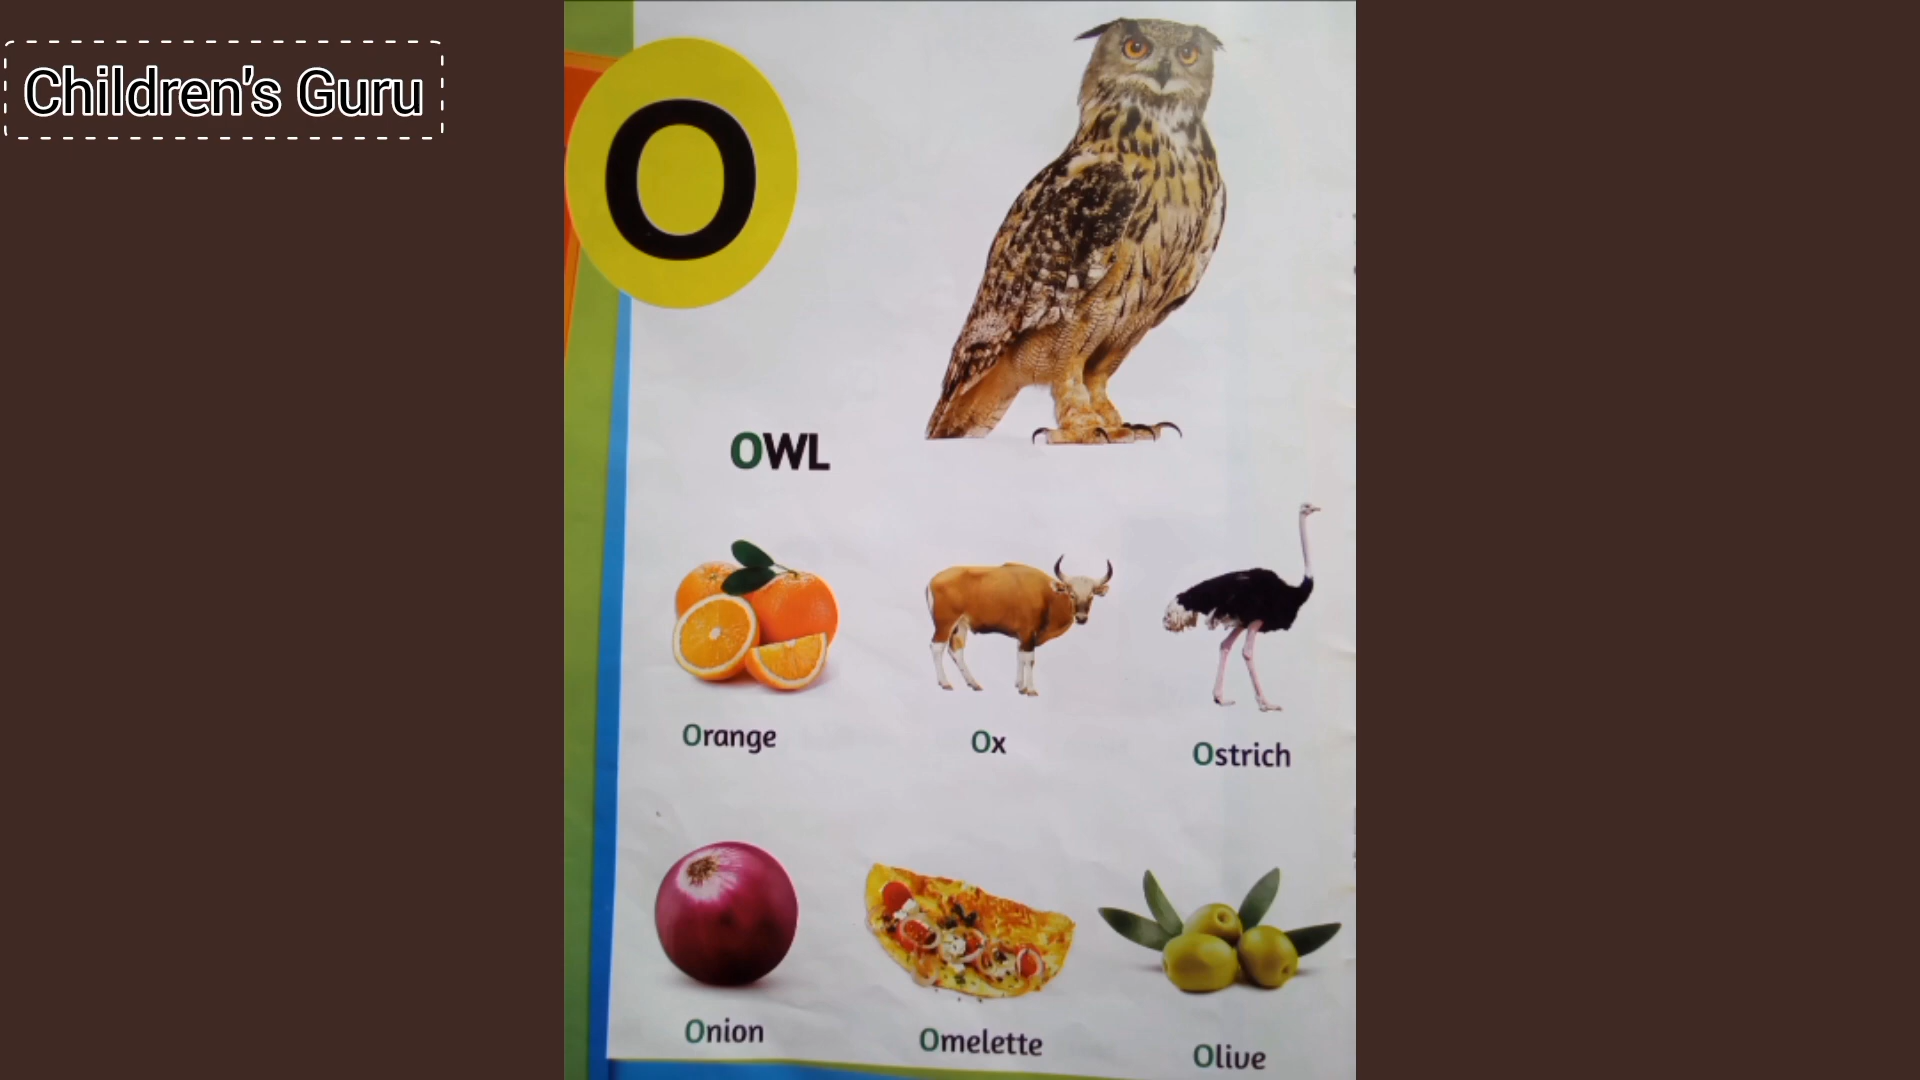 Children's Guru
O
OWL
Orange
Ox
Ostrich
Onion
Omelette
Olive